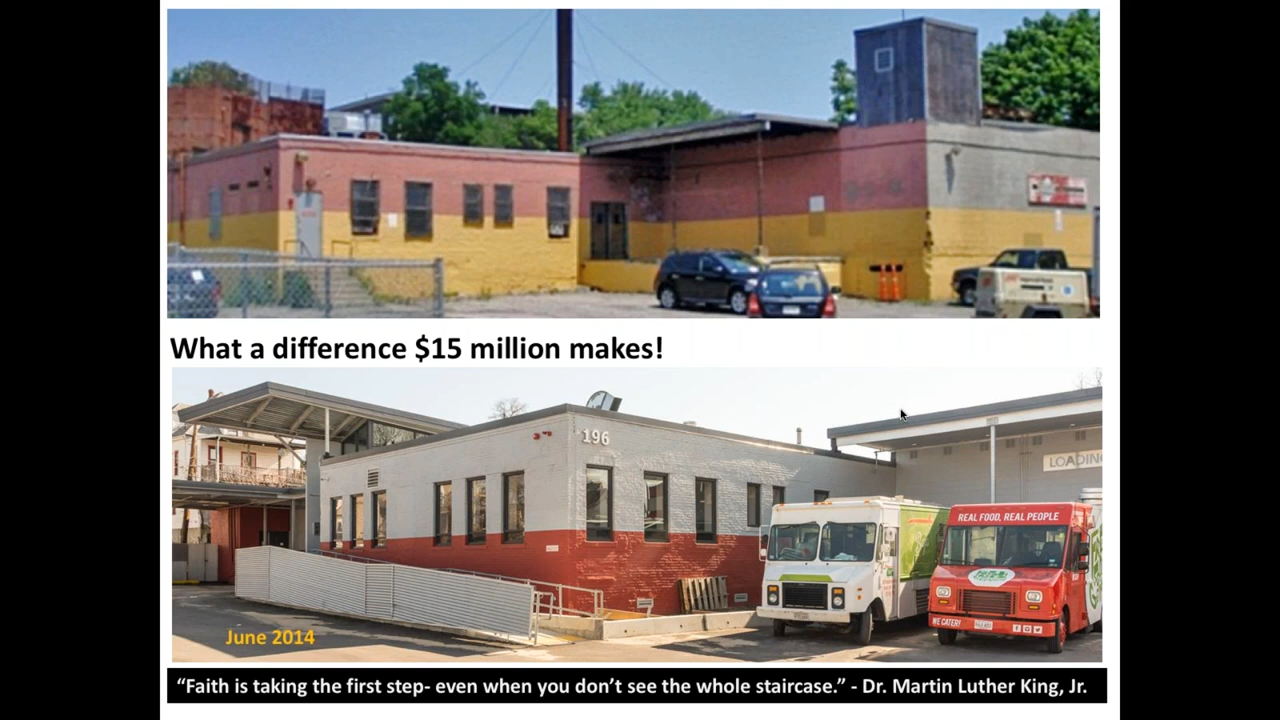 What a difference $15 million makes!
196
LOADING
REAL FOOD, REAL PEOPLE
WE CATER!
June 2014
“Faith is taking the first step- even when you don’t see the whole staircase.” - Dr. Martin Luther King, Jr.